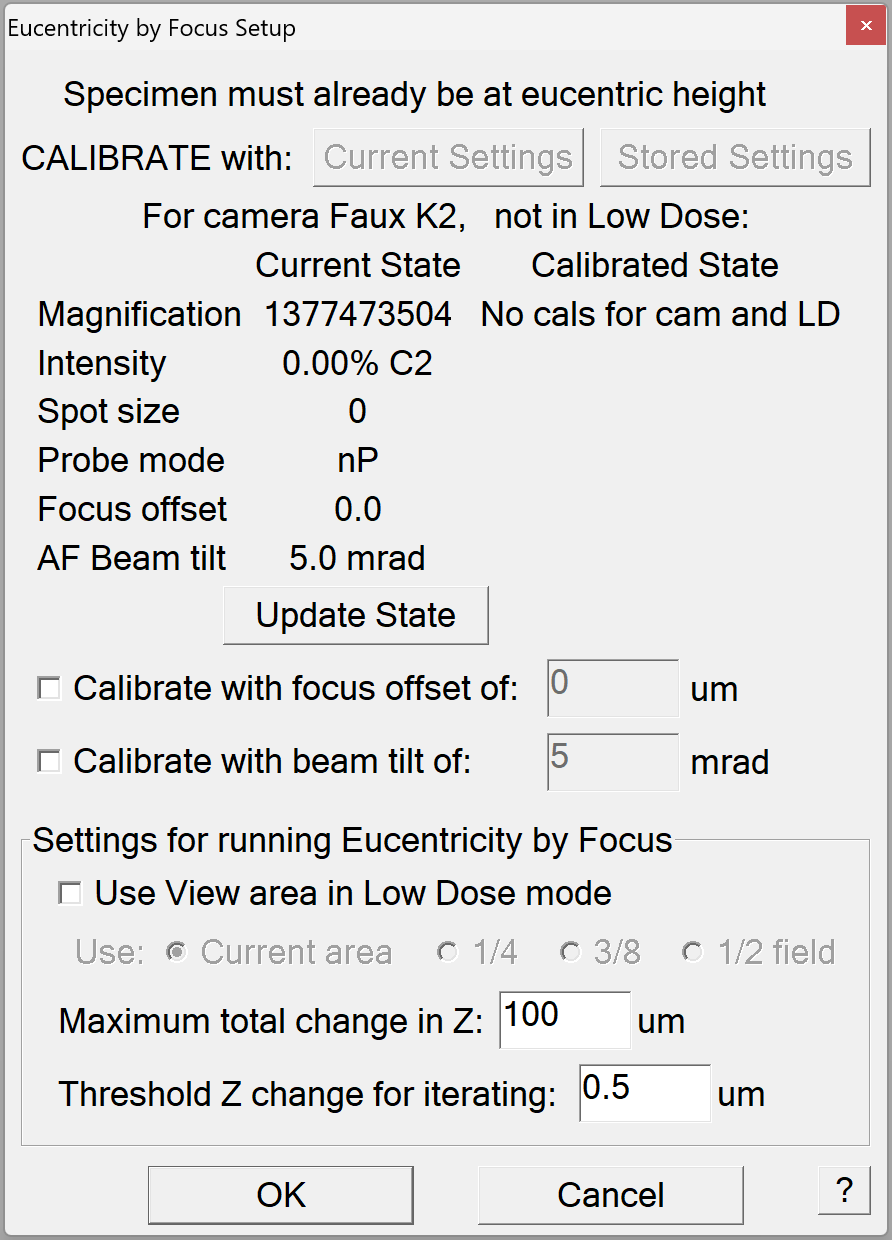 Eucentricity by Focus Setup
Specimen must already be at eucentric height
CALIBRATE with: Current Settings Stored Settings
For camera Faux K2, not in Low Dose:
Current State Calibrated State
Magnification 1377473504 No cals for cam and LD
Intensity 0.00% C2
Spot size 0
Probe mode nP
Focus offset 0.0
AF Beam tilt 5.0 mrad
Update State
Calibrate with focus offset of: 0 um
Calibrate with beam tilt of: 5 mrad
Settings for running Eucentricity by Focus
Use View area in Low Dose mode
Use: Current area 1/4 3/8 1/2 field
Maximum total change in Z: 100 um
Threshold Z change for iterating: 0.5 um
OK Cancel ?